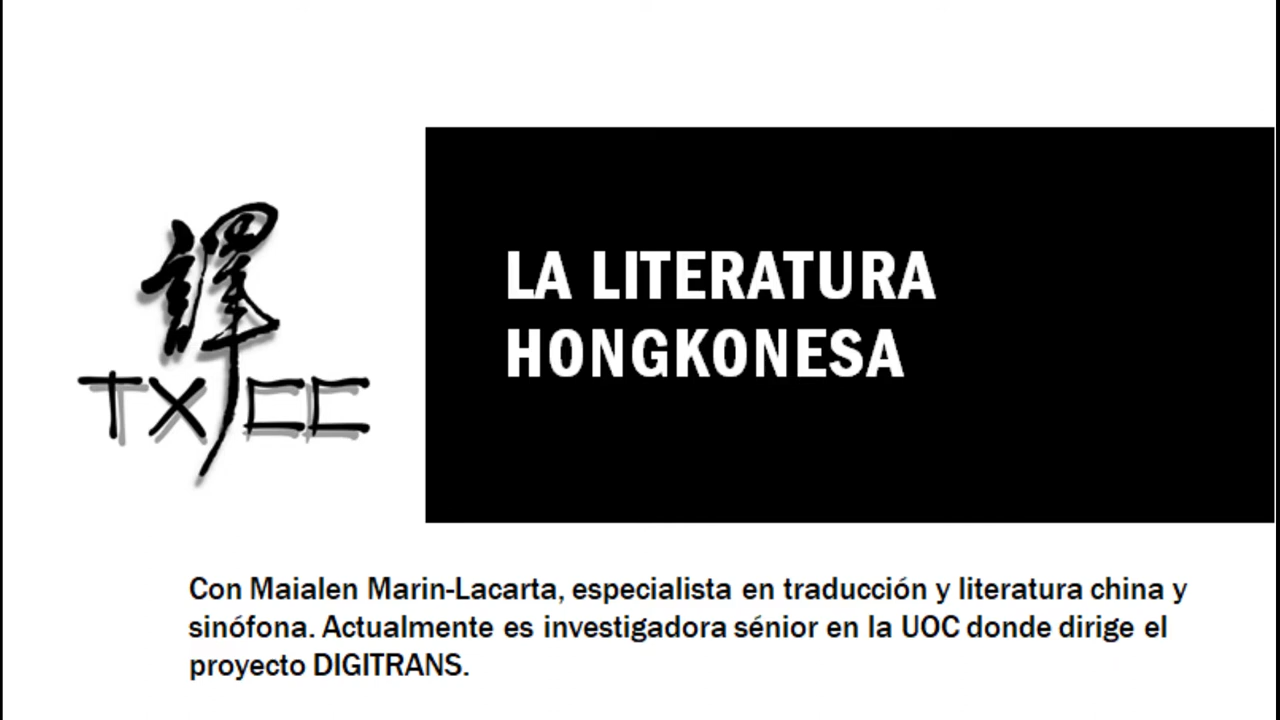 譯
TXICC
LA LITERATURA
HONGKONESA
Con Maialen Marin-Lacarta, especialista en traducción y literatura china y
sinófona. Actualmente es investigadora sénior en la UOC donde dirige el
proyecto DIGITRANS.